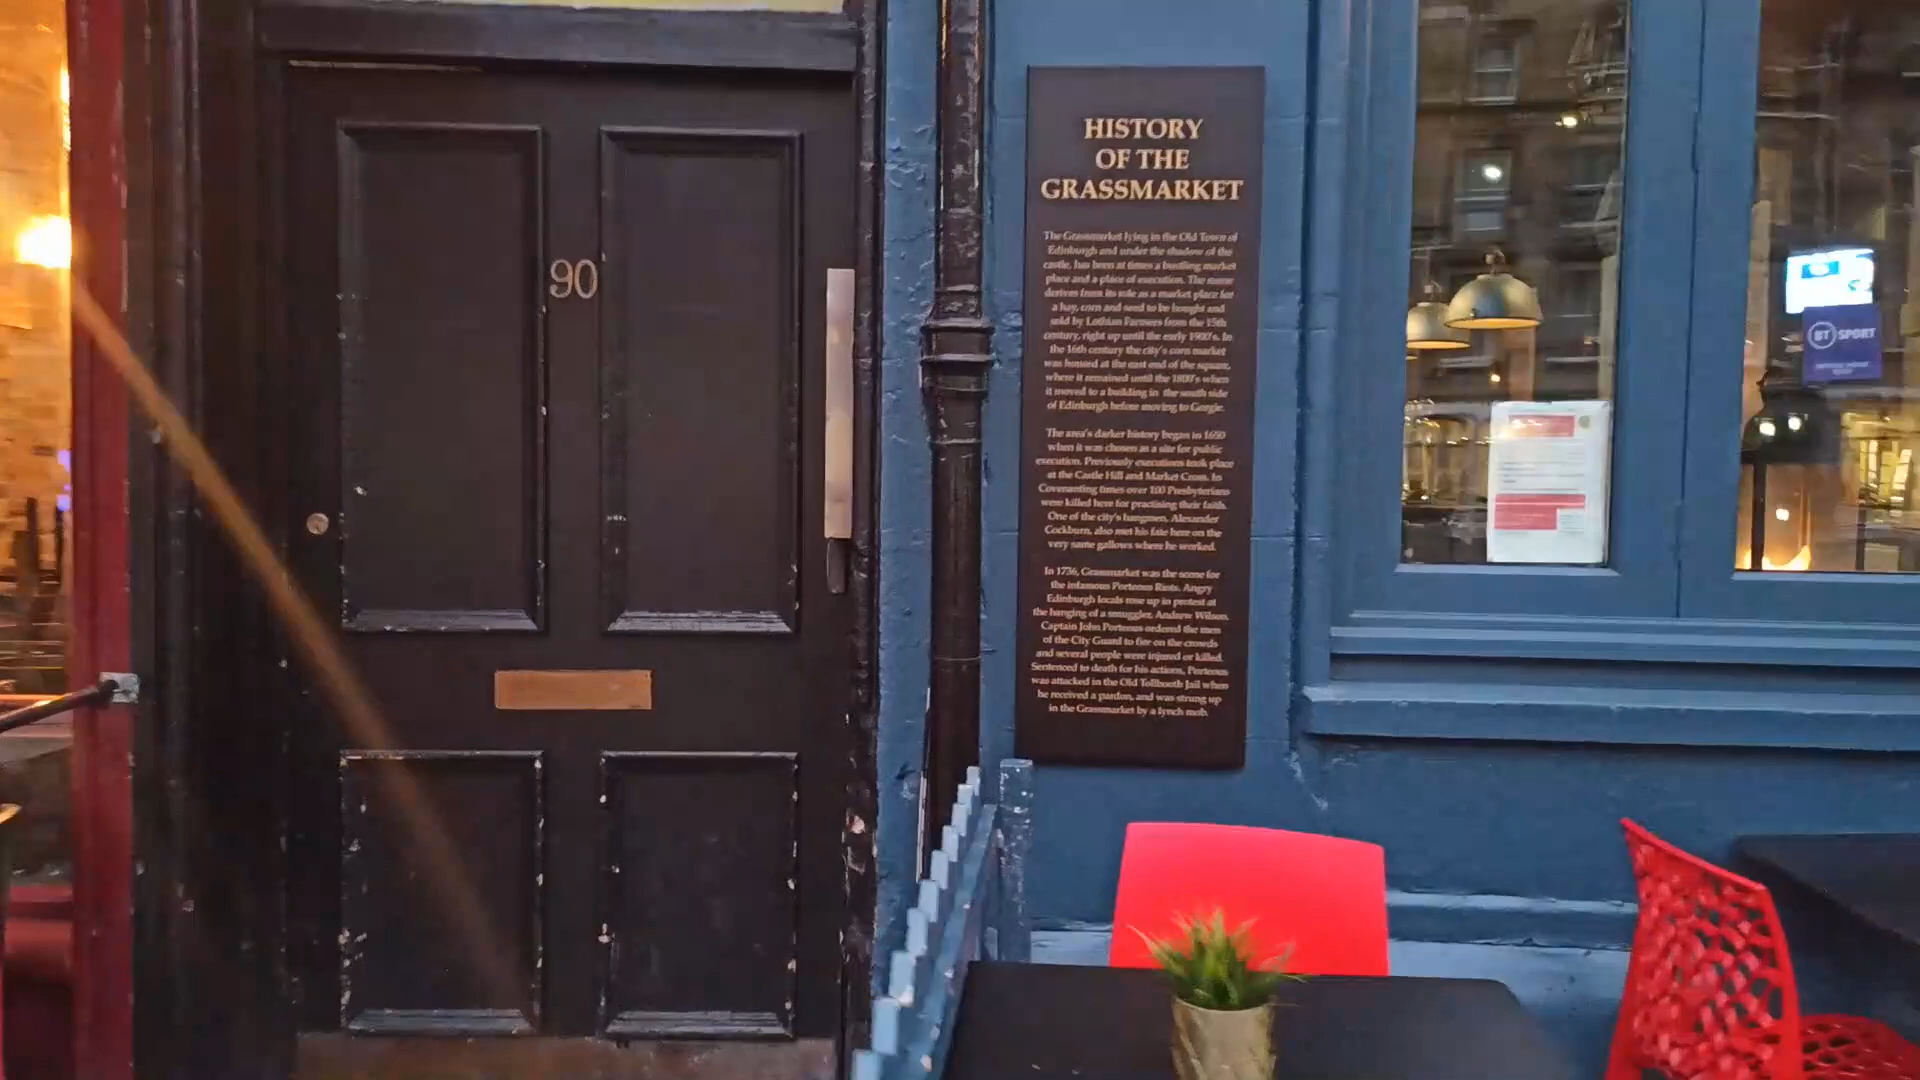 90
HISTORY
OF THE
GRASSMARKET
The Grassmarket lying in the Old Town of
Edinburgh and under the shadow of the
castle, has been at times a bustling market
place and a place of execution. The name
derives from its role as a market place for
a hay, corn and seed to be bought and
sold by Lothian Farmers from the 15th
century, right up until the early 1900's. In
the 16th century the city's corn market
was housed at the east end of the square,
where it remained until the 1800's when
it moved to a building in the south side
of Edinburgh before moving to Gorgie.
The area's darker history began in 1650
when it was chosen as a site for public
execution. Previously executions took place
at the Castle Hill and Market Cross. In
Covenanting times over 100 Presbyterians
were killed here for practising their faith.
One of the city's hangmen, Alexander
Cockburn, also met his fate here on the
very same gallows where he worked.
In 1736, Grassmarket was the scene for
the infamous Porteous Riots. Angry
Edinburgh locals rose up in protest at
the hanging of a smuggler, Andrew Wilson.
Captain John Porteous ordered the men
of the City Guard to fire on the crowds
and several people were injured or killed.
Sentenced to death for his actions, Porteous
was attacked in the Old Tollbooth Jail when
he received a pardon, and was strung up
in the Grassmarket by a lynch mob.
BT SPORT